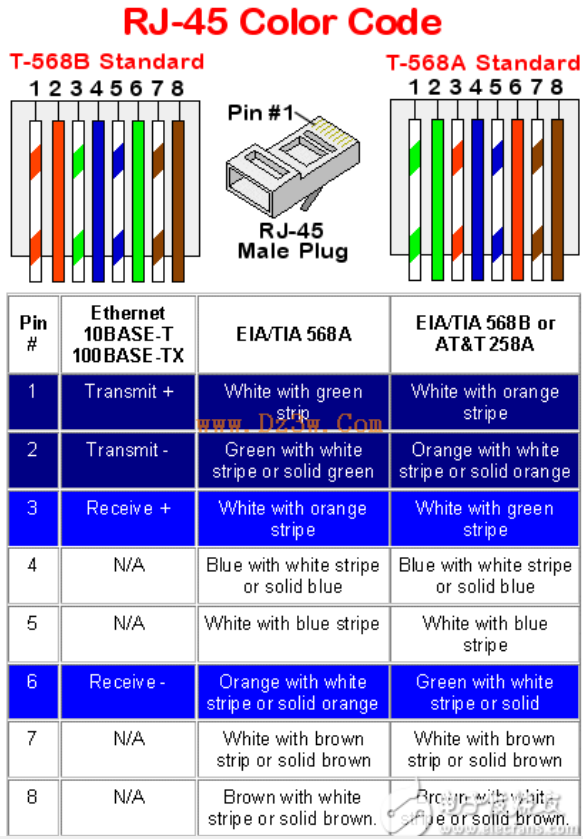 RJ-45 Color Code
T-568B Standard
1 2 3 4 5 6 7 8
Pin #1
RJ-45
Male Plug
T-568A Standard
1 2 3 4 5 6 7 8
Pin
#
Ethernet
10BASE-T
100BASE-TX
EIA/TIA 568A
EIA/TIA 568B or
AT&T 258A
1
Transmit +
White with green
strip
White with orange
stripe
www.Dz3w.Com
2
Transmit -
Green with white
stripe or solid green
Orange with white
stripe or solid orange
3
Receive +
White with orange
stripe
White with green
stripe
4
N/A
Blue with white stripe
or solid blue
Blue with white stripe
or solid blue
5
N/A
White with blue stripe
White with blue
stripe
6
Receive -
Orange with white
stripe or solid orange
Green with white
stripe or solid
7
N/A
White with brown
strip or solid brown
White with brown
strip or solid brown
8
N/A
Brown with white
stripe or solid brown.
Brown with white
stripe or solid brown.
电子发烧友
www.elecfans.com